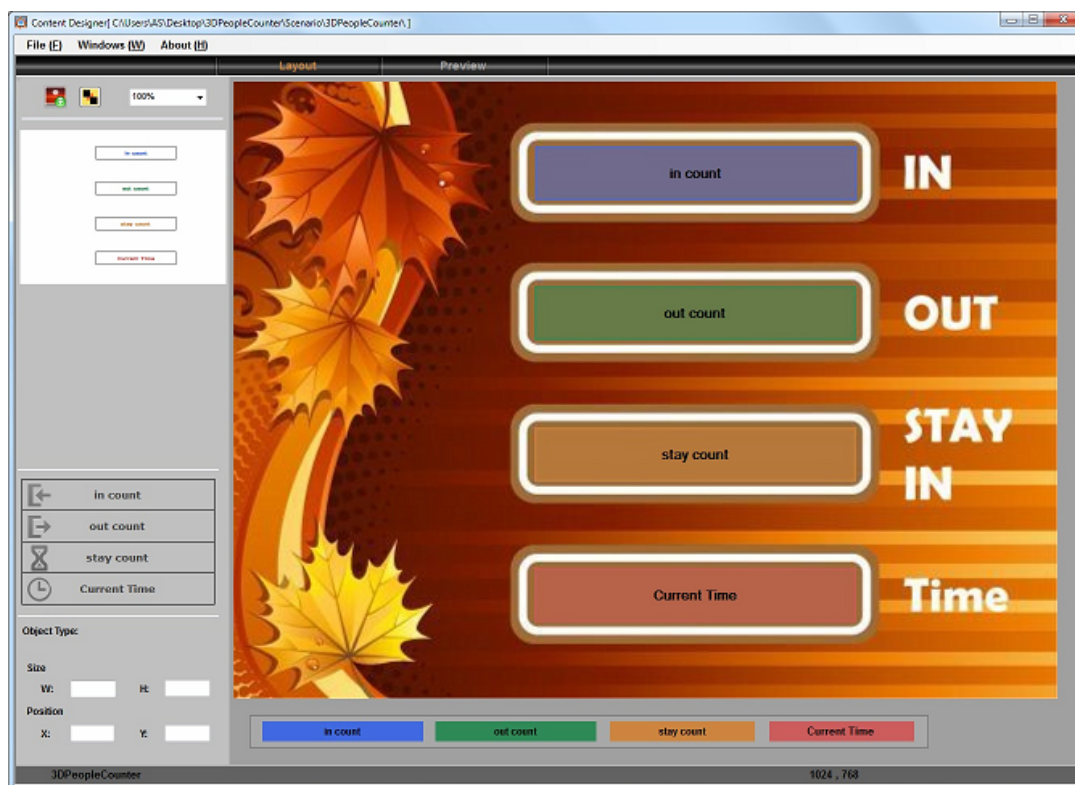 Content Designer[ C:\Users\AS\Desktop\3DPeopleCounter\Scenario\3DPeopleCounter\ ]
File (F) Windows (W) About (H)
Layout Preview
100%
in count
out count
stay count
Current Time
in count
out count
stay count
Current Time
Object Type:
Size
W: H:
Position
X: Y:
in count IN
out count OUT
stay count STAY
IN
Current Time Time
in count out count stay count Current Time
3DPeopleCounter 1024 , 768